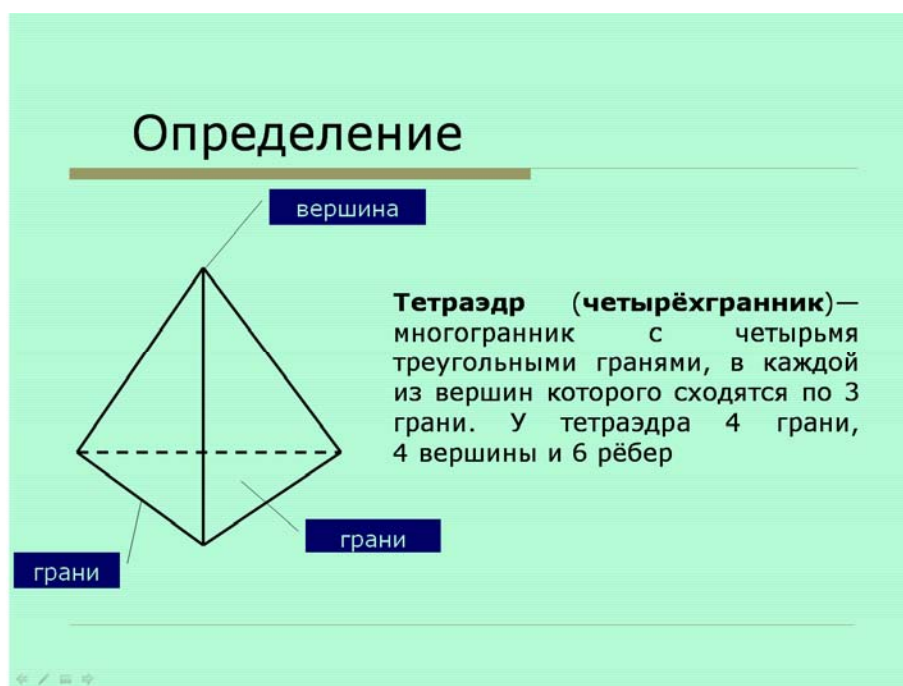 Определение
вершина
Тетраэдр (четырёхгранник)—
многогранник с четырьмя
треугольными гранями, в каждой
из вершин которого сходятся по 3
грани. У тетраэдра 4 грани,
4 вершины и 6 рёбер
грани
грани